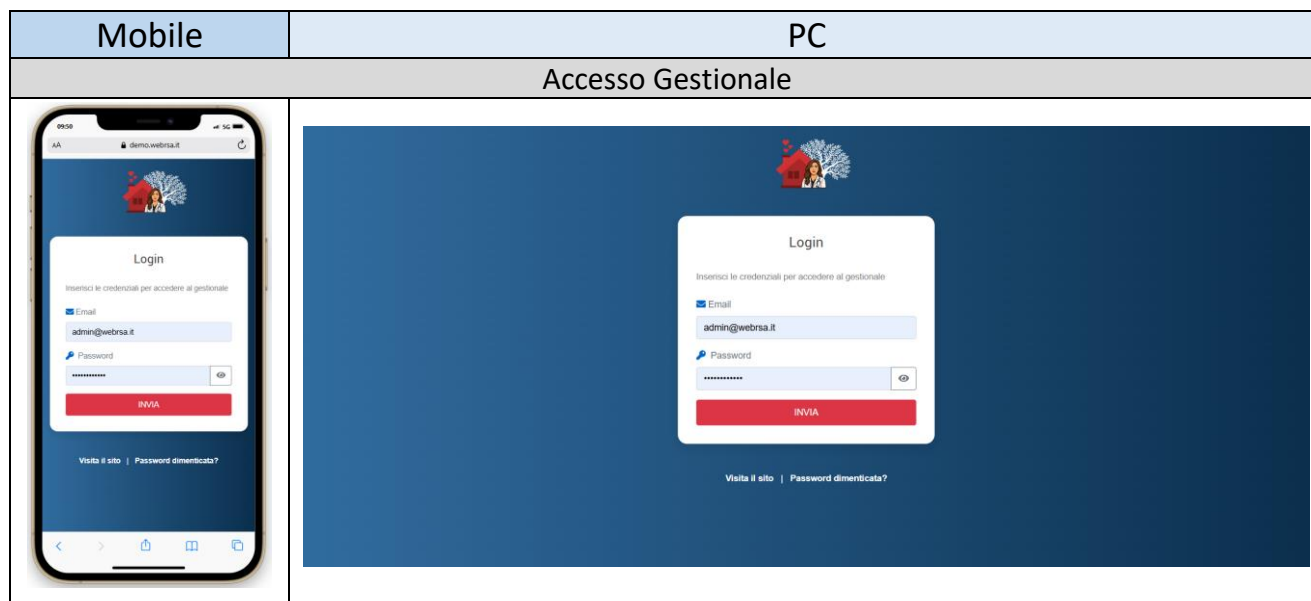 Mobile
PC
Accesso Gestionale
09:50
5G
AA
demo.webrsa.it
Login
Inserisci le credenziali per accedere al gestionale
Email
admin@webrsa.it
Password
••••••••••••
INVIA
Visita il sito | Password dimenticata?
Login
Inserisci le credenziali per accedere al gestionale
Email
admin@webrsa.it
Password
••••••••••••
INVIA
Visita il sito | Password dimenticata?